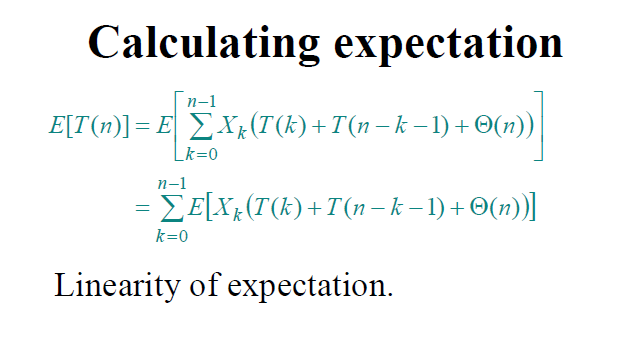 Calculating expectation
E[T(n)] = E[∑_{k=0}^{n−1} X_k (T(k) + T(n − k − 1) + Θ(n))]
= ∑_{k=0}^{n−1} E[X_k (T(k) + T(n − k − 1) + Θ(n))]
Linearity of expectation.